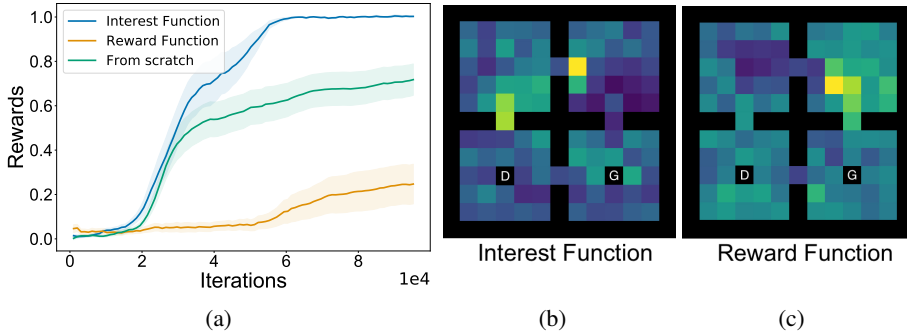 1.0
0.8
0.6
0.4
0.2
0.0
Rewards
Interest Function
Reward Function
From scratch
0 2 4 6 8
1e4
Iterations
(a)
D G
Interest Function
(b)
D G
Reward Function
(c)